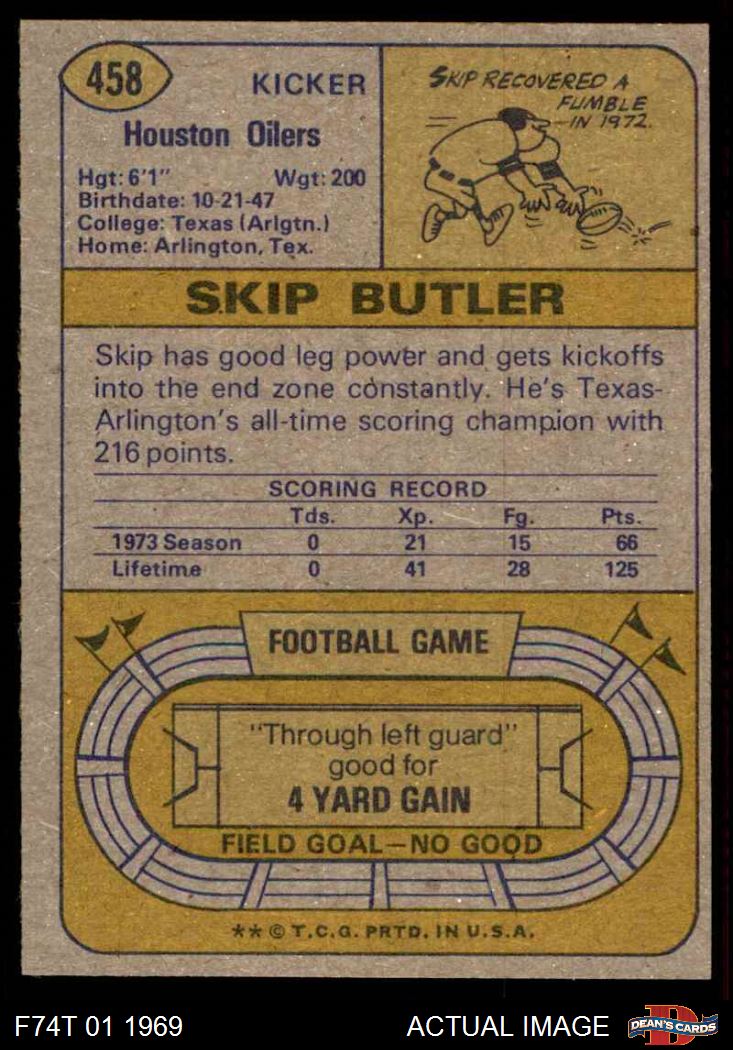 458
KICKER
Houston Oilers
Hgt: 6'1" Wgt: 200
Birthdate: 10-21-47
College: Texas (Arlgtn.)
Home: Arlington, Tex.
SKIP RECOVERED A
FUMBLE
IN 1972.
SKIP BUTLER
Skip has good leg power and gets kickoffs
into the end zone constantly. He's Texas-
Arlington's all-time scoring champion with
216 points.
SCORING RECORD
Tds. Xp. Fg. Pts.
1973 Season 0 21 15 66
Lifetime 0 41 28 125
FOOTBALL GAME
"Through left guard"
good for
4 YARD GAIN
FIELD GOAL—NO GOOD
** © T.C.G. PRTD. IN U.S.A.
F74T 01 1969 ACTUAL IMAGE
D
DEAN'S CARDS